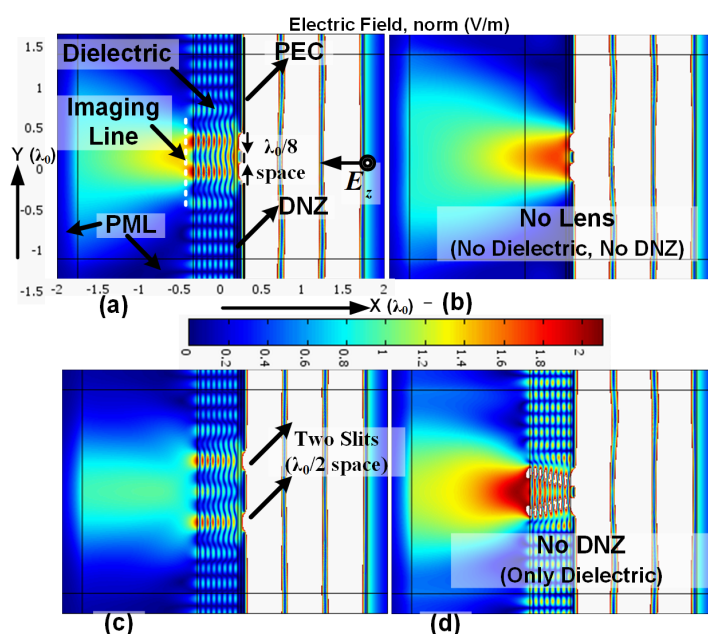 Electric Field, norm (V/m)
1.5
1
0.5
0
-0.5
-1
-1.5
Y (λ₀)
Dielectric
PEC
Imaging
Line
λ₀/8
space
E_z
PML
DNZ
-2 -1.5 -1 -0.5 0 0.5 1 1.5 2
(a)
X (λ₀)
No Lens
(No Dielectric, No DNZ)
(b)
0 0.2 0.4 0.6 0.8 1 1.2 1.4 1.6 1.8 2
Two Slits
(λ₀/2 space)
(c)
No DNZ
(Only Dielectric)
(d)